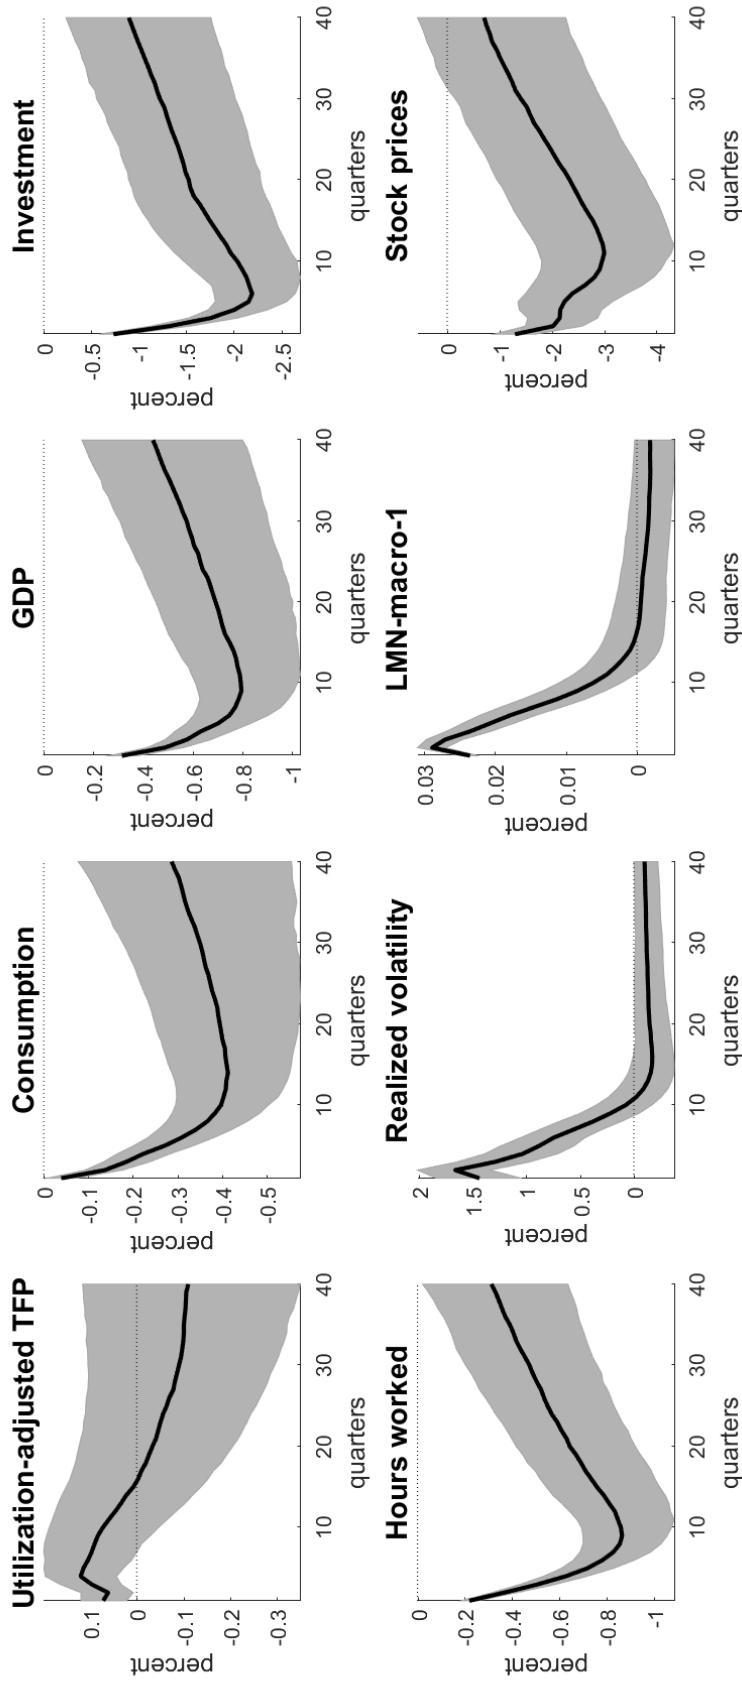 Utilization-adjusted TFP
percent
0.1
0
-0.1
-0.2
-0.3
10 20 30 40
quarters
Consumption
percent
0
-0.1
-0.2
-0.3
-0.4
-0.5
10 20 30 40
quarters
GDP
percent
0
-0.2
-0.4
-0.6
-0.8
-1
10 20 30 40
quarters
Investment
percent
0
-0.5
-1
-1.5
-2
-2.5
10 20 30 40
quarters
Hours worked
percent
0
-0.2
-0.4
-0.6
-0.8
-1
10 20 30 40
quarters
Realized volatility
percent
2
1.5
1
0.5
0
10 20 30 40
quarters
LMN-macro-1
percent
0.03
0.02
0.01
0
10 20 30 40
quarters
Stock prices
percent
0
-1
-2
-3
-4
10 20 30 40
quarters